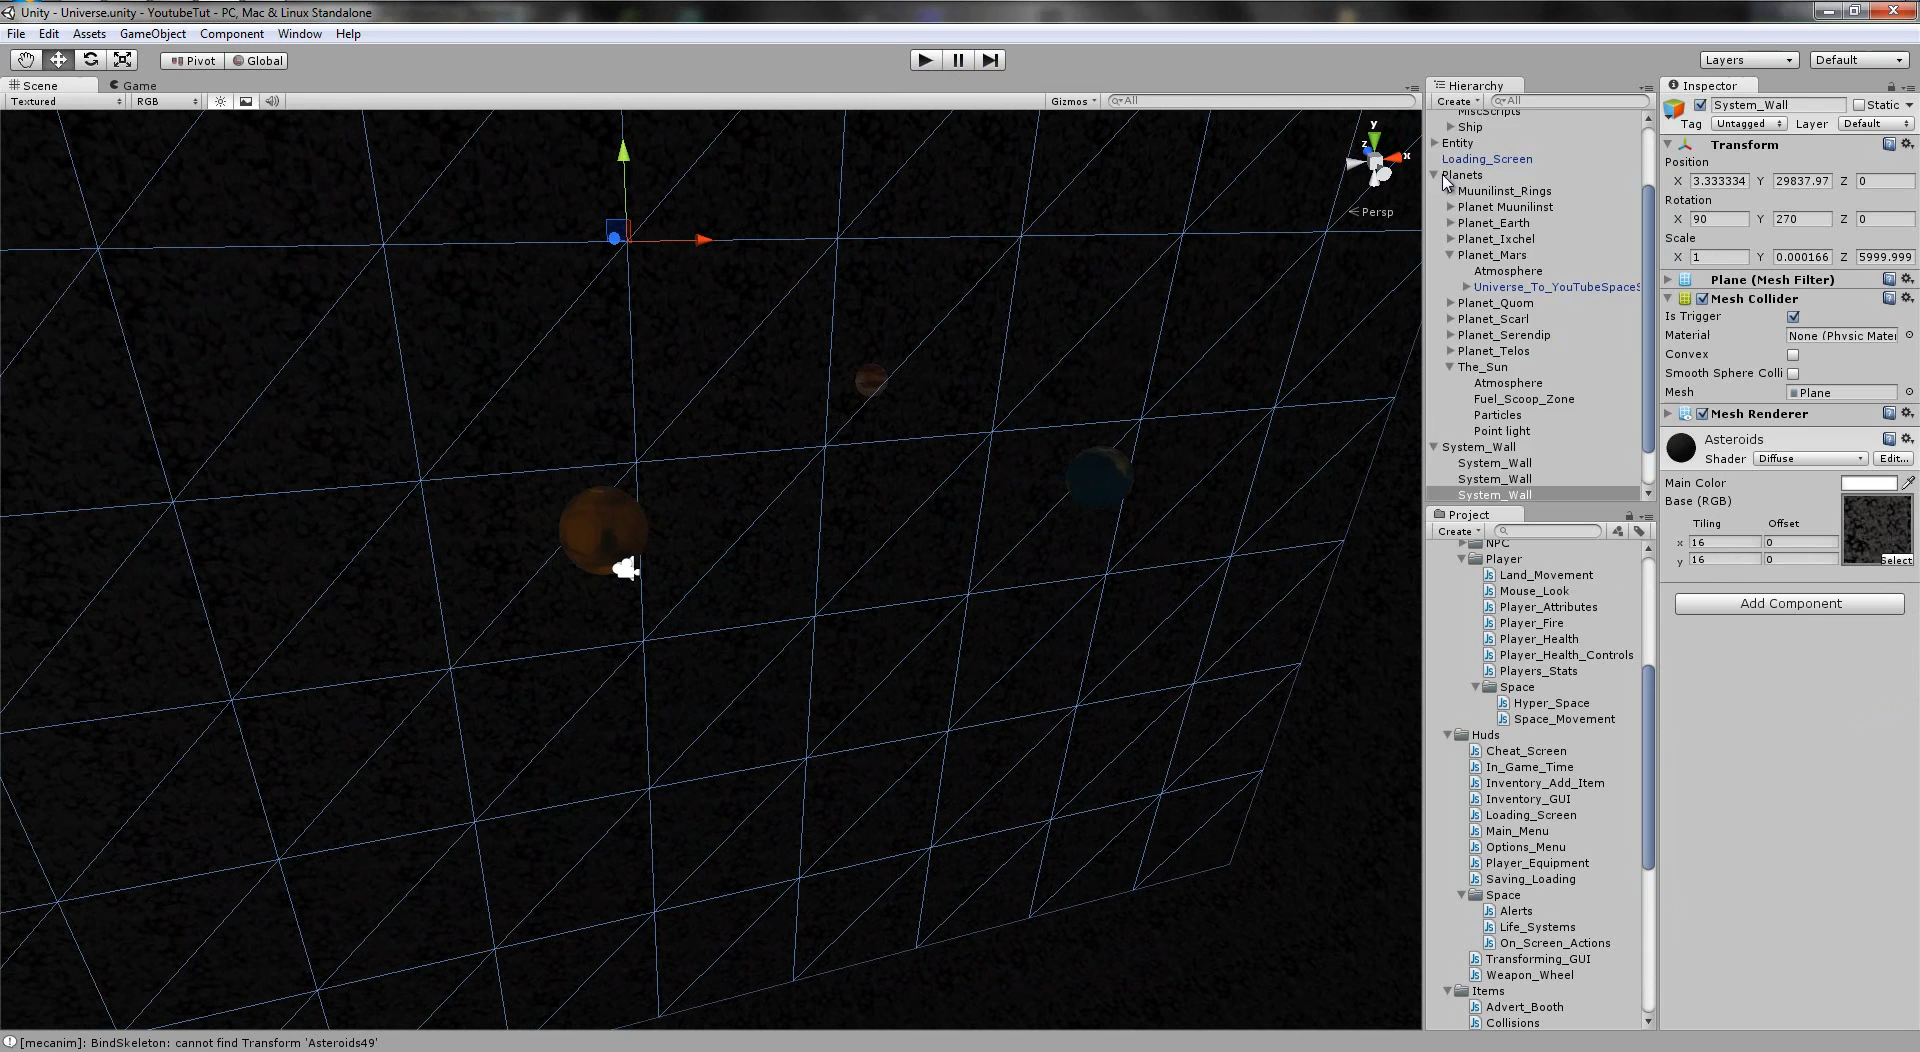 Unity - Universe.unity - YoutubeTut - PC, Mac & Linux Standalone
File Edit Assets GameObject Component Window Help
Pivot Global Layers Default
Scene Game
Textured RGB Gizmos All
y
z x
Persp
Hierarchy
Create All
MiscScripts
Ship
Entity
Loading_Screen
Planets
Muunilinst_Rings
Planet Muunilinst
Planet_Earth
Planet_Ixchel
Planet_Mars
Atmosphere
Universe_To_YouTubeSpaceS
Planet_Quom
Planet_Scarl
Planet_Serendip
Planet_Telos
The_Sun
Atmosphere
Fuel_Scoop_Zone
Particles
Point light
System_Wall
System_Wall
System_Wall
System_Wall
Project
Create
NPC
Player
Land_Movement
Mouse_Look
Player_Attributes
Player_Fire
Player_Health
Player_Health_Controls
Players_Stats
Space
Hyper_Space
Space_Movement
Huds
Cheat_Screen
In_Game_Time
Inventory_Add_Item
Inventory_GUI
Loading_Screen
Main_Menu
Options_Menu
Player_Equipment
Saving_Loading
Space
Alerts
Life_Systems
On_Screen_Actions
Transforming_GUI
Weapon_Wheel
Items
Advert_Booth
Collisions
Inspector
System_Wall Static
Tag Untagged Layer Default
Transform
Position
X 3.333334 Y 29837.97 Z 0
Rotation
X 90 Y 270 Z 0
Scale
X 1 Y 0.000166 Z 5999.999
Plane (Mesh Filter)
Mesh Collider
Is Trigger
Material None (Physic Mater
Convex
Smooth Sphere Colli
Mesh Plane
Mesh Renderer
Asteroids
Shader Diffuse Edit...
Main Color
Base (RGB)
Tiling Offset
x 16 0
y 16 0
Select
Add Component
[mecanim]: BindSkeleton: cannot find Transform 'Asteroids49'